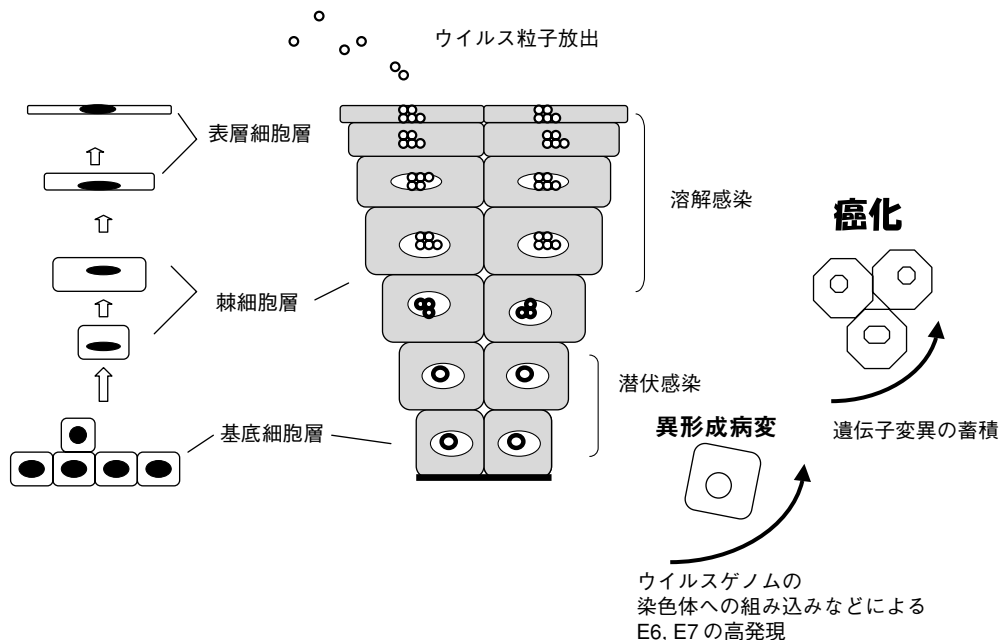 ウイルス粒子放出
表層細胞層
溶解感染
癌化
棘細胞層
潜伏感染
基底細胞層
異形成病変
遺伝子変異の蓄積
ウイルスゲノムの
染色体への組み込みなどによる
E6, E7 の高発現